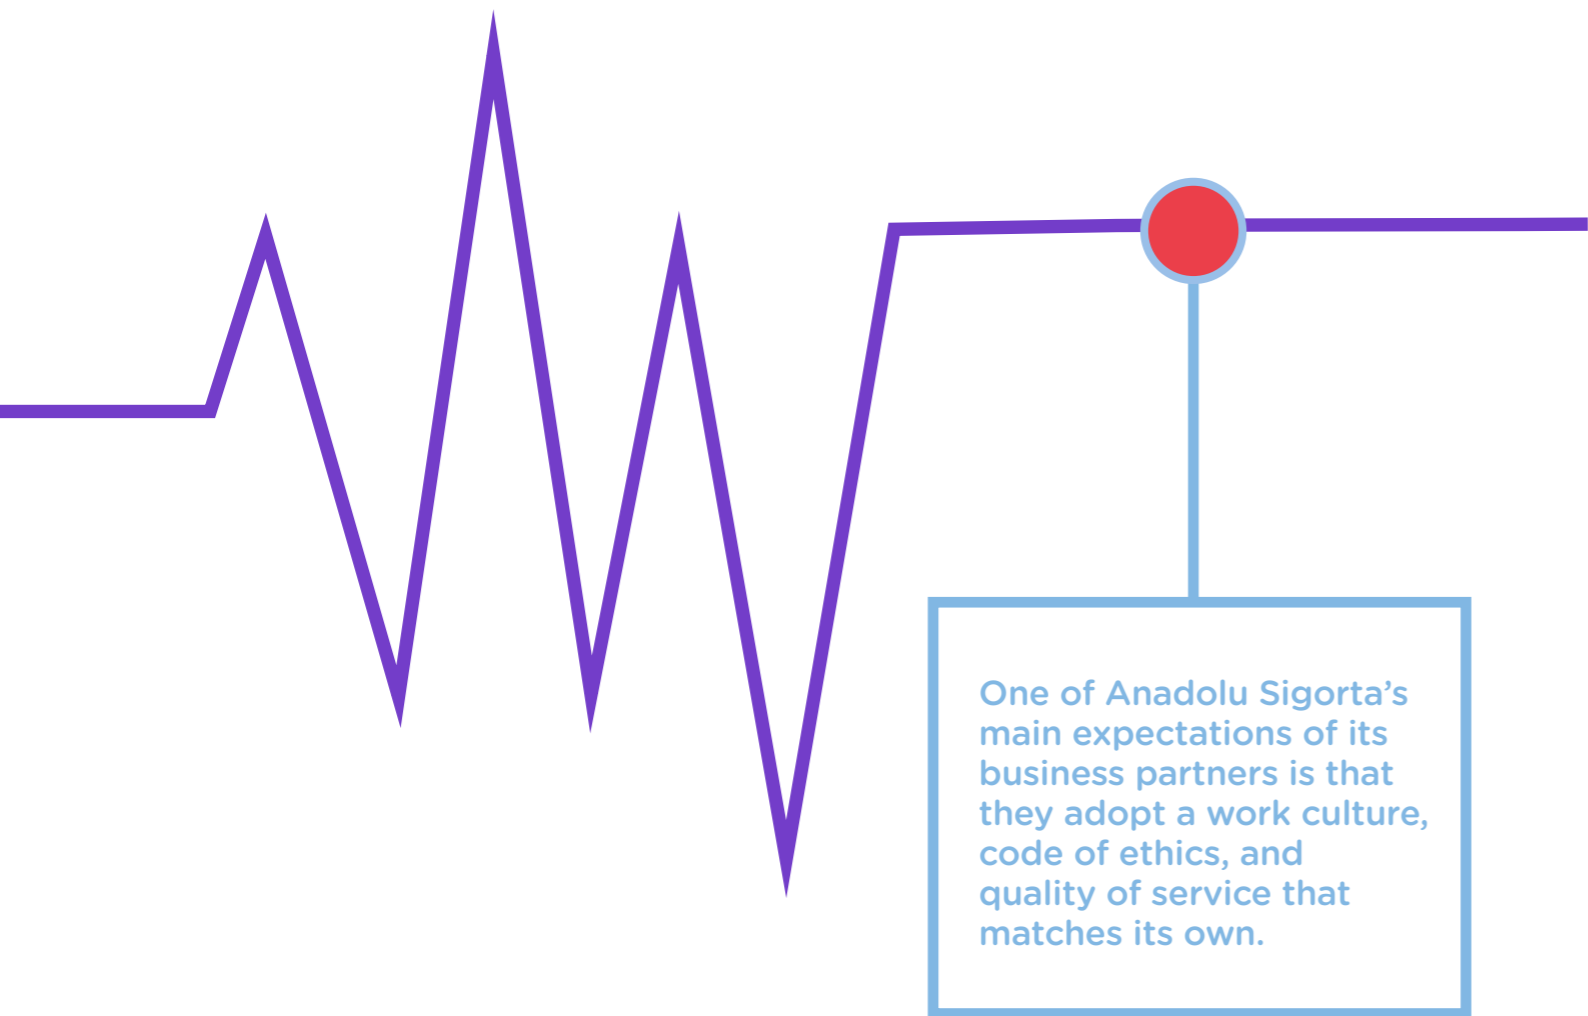 One of Anadolu Sigorta’s
main expectations of its
business partners is that
they adopt a work culture,
code of ethics, and
quality of service that
matches its own.